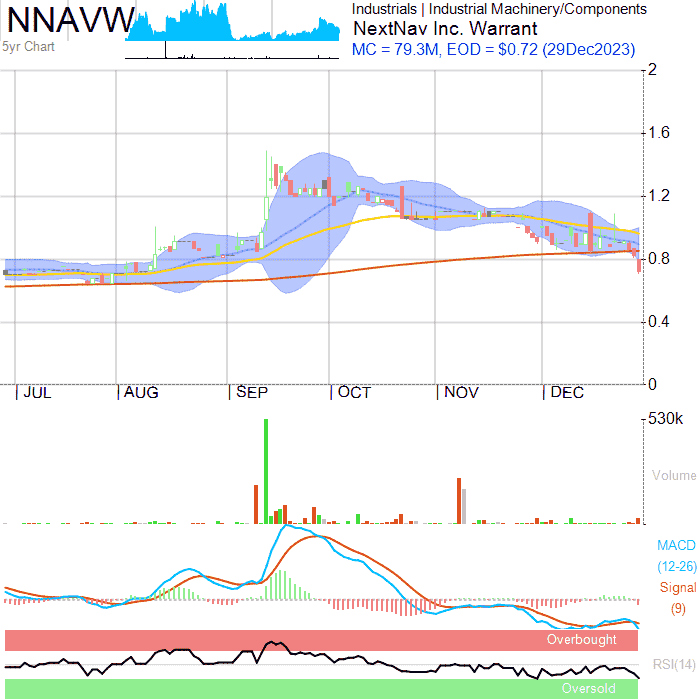 NNAVW
5yr Chart
Industrials | Industrial Machinery/Components
NextNav Inc. Warrant
MC = 79.3M, EOD = $0.72 (29Dec2023)
2
1.6
1.2
0.8
0.4
0
JUL AUG SEP OCT NOV DEC
530k
Volume
MACD
(12-26)
Signal
(9)
Overbought
RSI(14)
Oversold